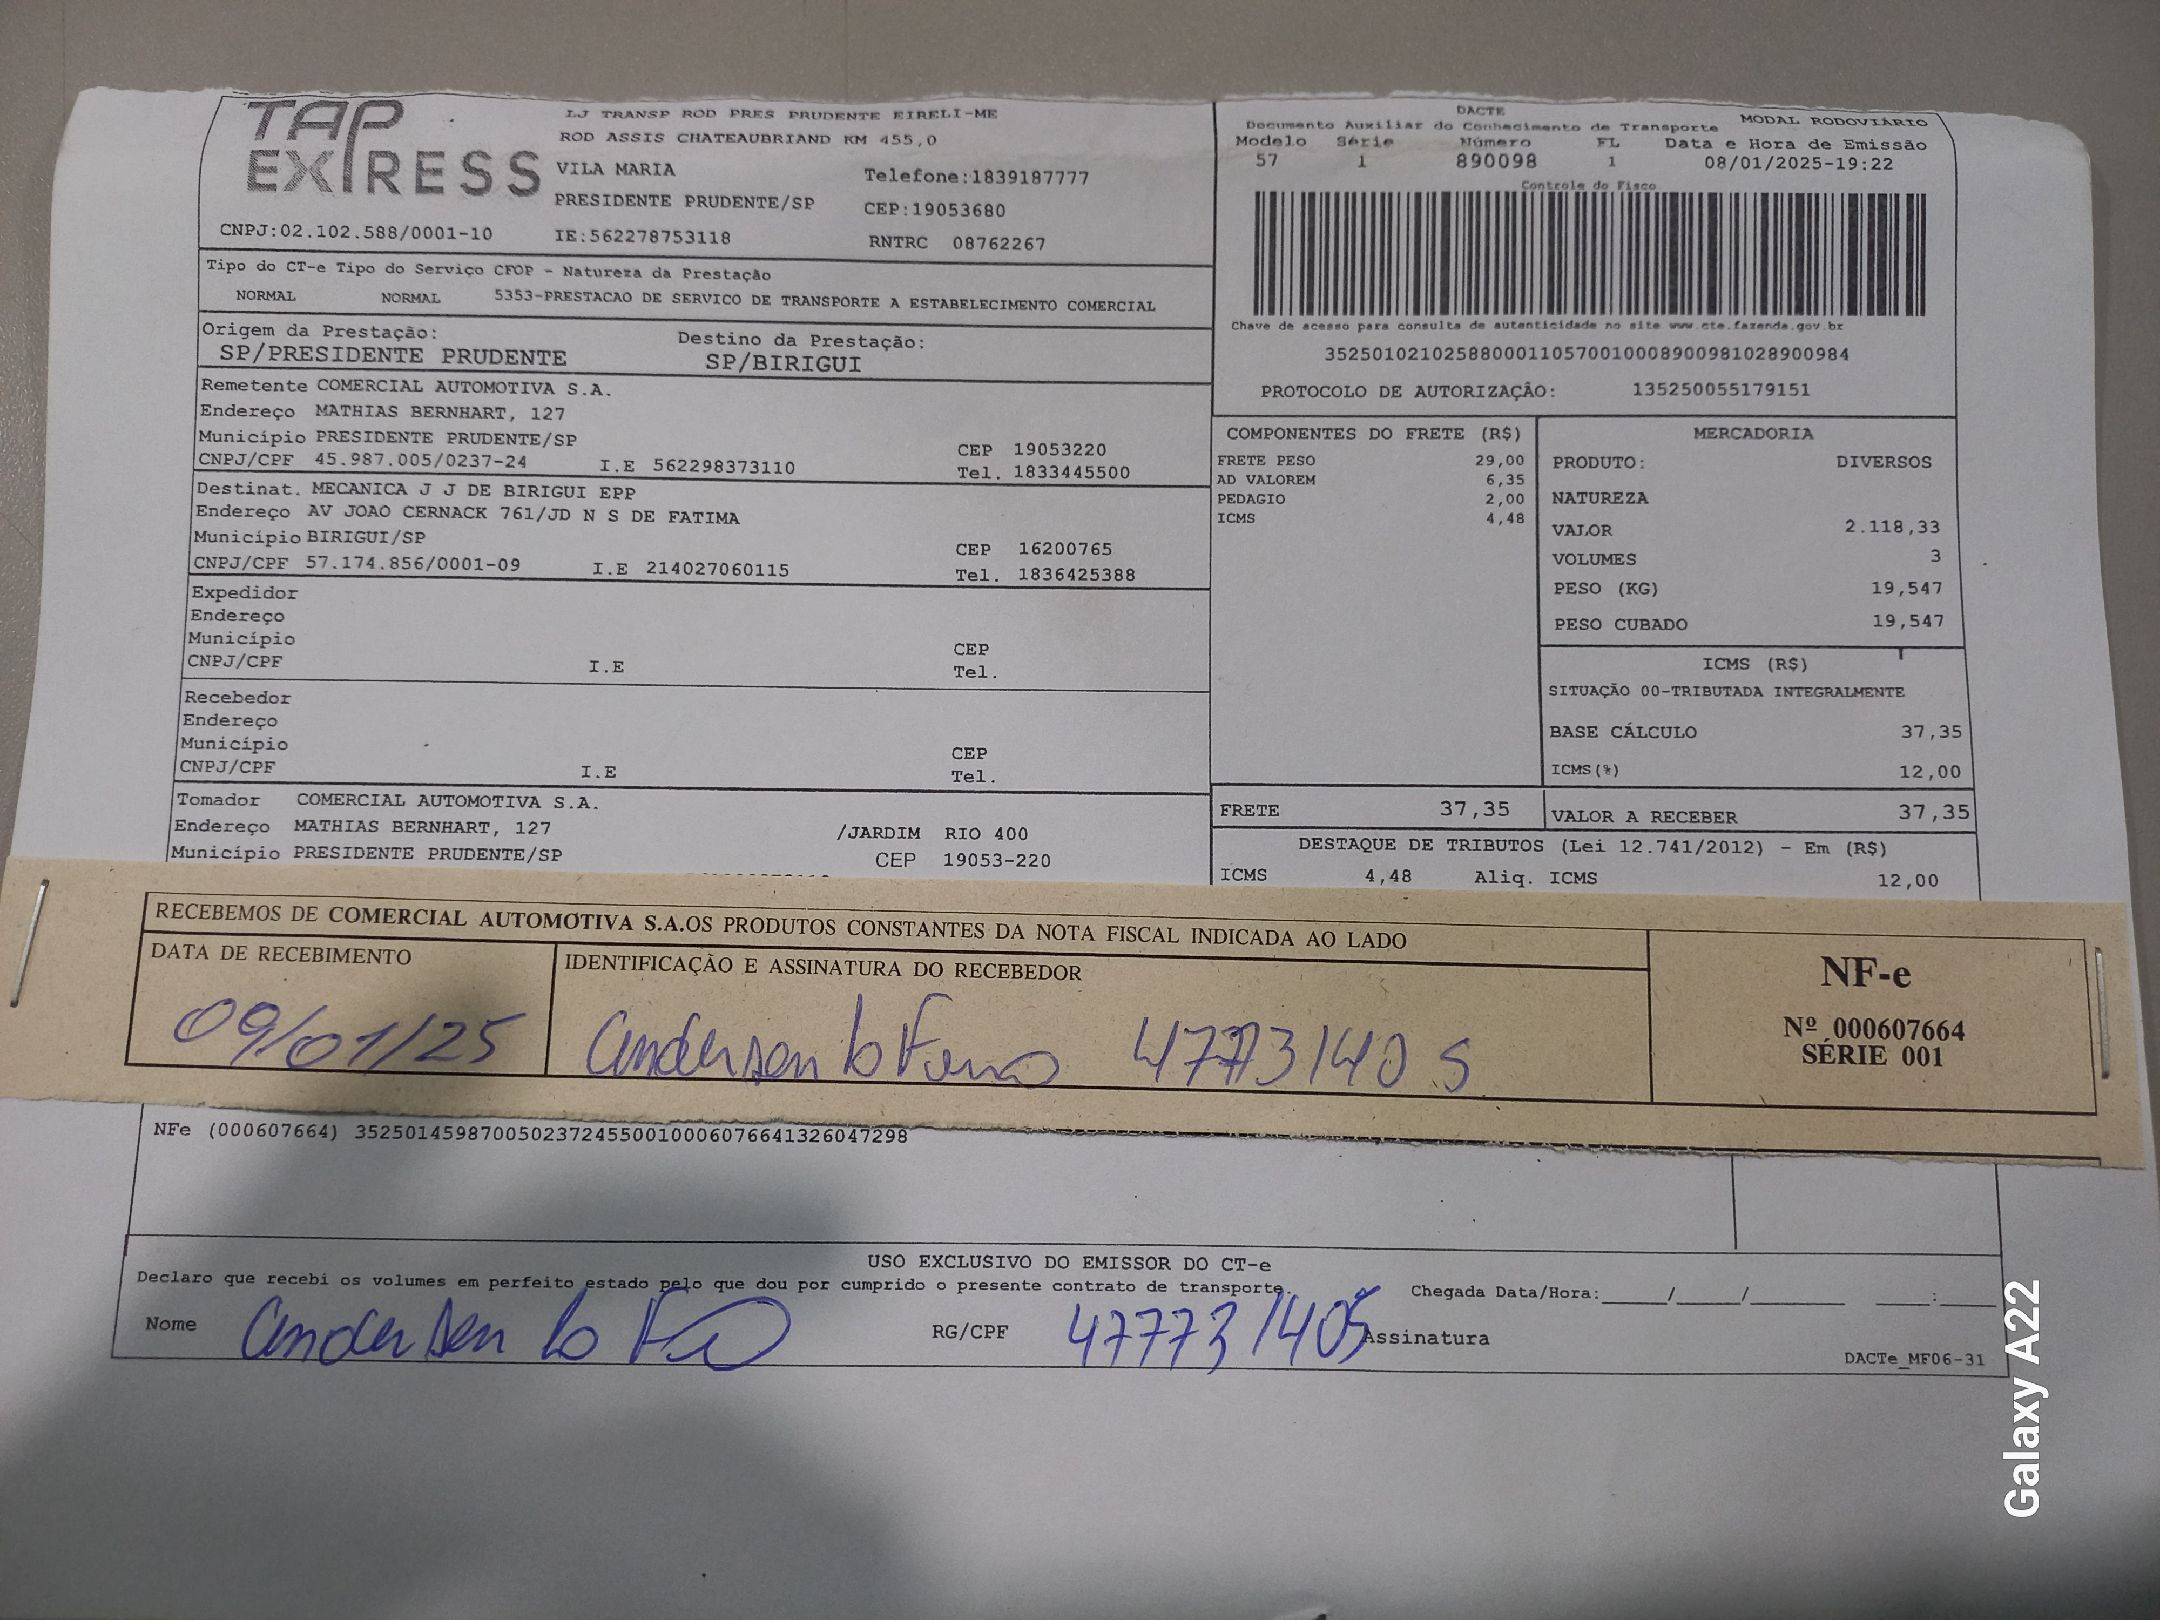 TAP EXPRESS
LJ TRANSP ROD PRES PRUDENTE EIRELI-ME
ROD ASSIS CHATEAUBRIAND KM 455,0
VILA MARIA Telefone:1839187777
PRESIDENTE PRUDENTE/SP CEP:19053680
CNPJ:02.102.588/0001-10 IE:562278753118 RNTRC 08762267
DACTE
Documento Auxiliar do Conhecimento de Transporte MODAL RODOVIÁRIO
Modelo Série Número FL Data e Hora de Emissão
57 1 890098 1 08/01/2025-19:22
Controle do Fisco
Chave de acesso para consulta de autenticidade no site www.cte.fazenda.gov.br
35250102102588000110570010008900981028900984
PROTOCOLO DE AUTORIZAÇÃO: 135250055179151
Tipo do CT-e Tipo do Serviço CFOP - Natureza da Prestação
NORMAL NORMAL 5353-PRESTACAO DE SERVICO DE TRANSPORTE A ESTABELECIMENTO COMERCIAL
Origem da Prestação: Destino da Prestação:
SP/PRESIDENTE PRUDENTE SP/BIRIGUI
Remetente COMERCIAL AUTOMOTIVA S.A.
Endereço MATHIAS BERNHART, 127
Município PRESIDENTE PRUDENTE/SP CEP 19053220
CNPJ/CPF 45.987.005/0237-24 I.E 562298373110 Tel. 1833445500
Destinat. MECANICA J J DE BIRIGUI EPP
Endereço AV JOAO CERNACK 761/JD N S DE FATIMA
Município BIRIGUI/SP CEP 16200765
CNPJ/CPF 57.174.856/0001-09 I.E 214027060115 Tel. 1836425388
Expedidor
Endereço
Município CEP
CNPJ/CPF I.E Tel.
Recebedor
Endereço
Município CEP
CNPJ/CPF I.E Tel.
Tomador COMERCIAL AUTOMOTIVA S.A.
Endereço MATHIAS BERNHART, 127 /JARDIM RIO 400
Município PRESIDENTE PRUDENTE/SP CEP 19053-220
COMPONENTES DO FRETE (R$)
FRETE PESO 29,00
AD VALOREM 6,35
PEDAGIO 2,00
ICMS 4,48
MERCADORIA
PRODUTO: DIVERSOS
NATUREZA
VALOR 2.118,33
VOLUMES 3
PESO (KG) 19,547
PESO CUBADO 19,547
ICMS (R$)
SITUAÇÃO 00-TRIBUTADA INTEGRALMENTE
BASE CÁLCULO 37,35
ICMS(%) 12,00
FRETE 37,35 VALOR A RECEBER 37,35
DESTAQUE DE TRIBUTOS (Lei 12.741/2012) - Em (R$)
ICMS 4,48 Aliq. ICMS 12,00
RECEBEMOS DE COMERCIAL AUTOMOTIVA S.A.OS PRODUTOS CONSTANTES DA NOTA FISCAL INDICADA AO LADO
DATA DE RECEBIMENTO IDENTIFICAÇÃO E ASSINATURA DO RECEBEDOR
09/01/25 Anderson 47773140 5
NF-e
Nº 000607664
SÉRIE 001
NFe (000607664) 35250145987005023724550010006076641326047298
USO EXCLUSIVO DO EMISSOR DO CT-e
Declaro que recebi os volumes em perfeito estado pelo que dou por cumprido o presente contrato de transporte. Chegada Data/Hora:_____/_____/________ ____:____
Nome Anderson RG/CPF 477731405 Assinatura
DACTe_MF06-31
Galaxy A22